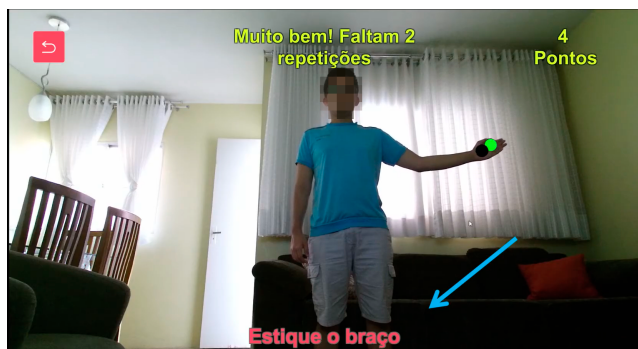 Muito bem! Faltam 2
repetições
4
Pontos
Estique o braço